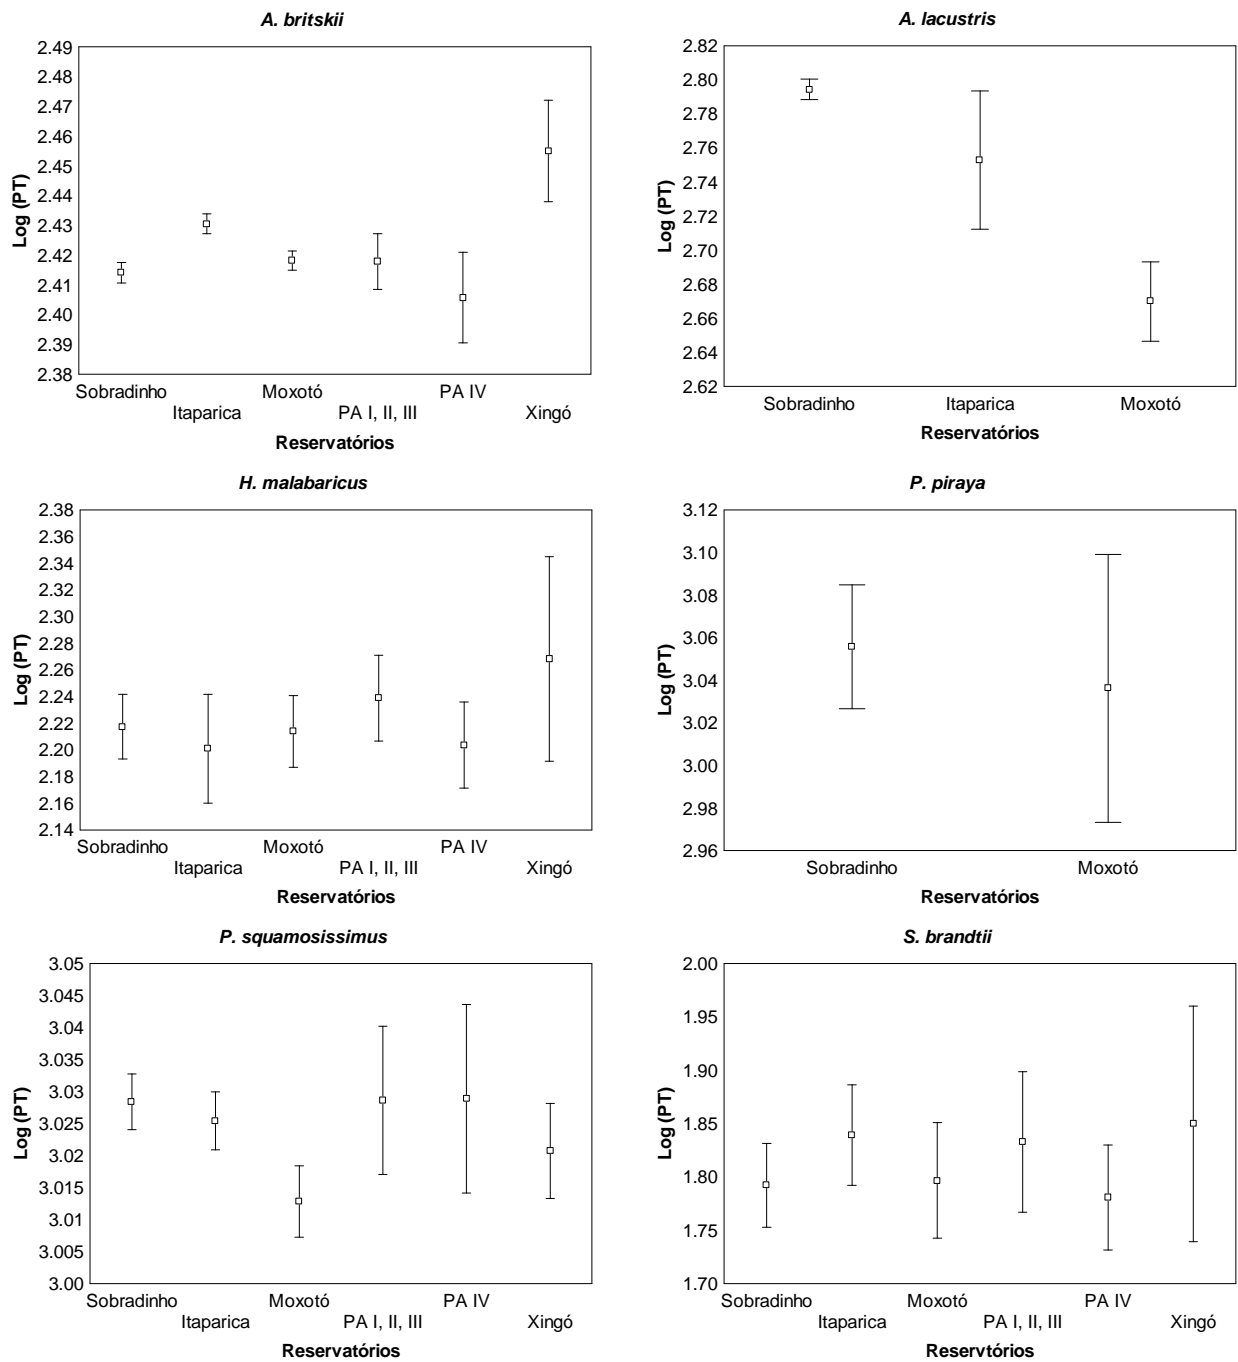 A. britskii
2.49
2.48
2.47
2.46
2.45
2.44
2.43
2.42
2.41
2.40
2.39
2.38
Log (PT)
Sobradinho Moxotó PA IV
Itaparica PA I, II, III Xingó
Reservatórios
A. lacustris
2.82
2.80
2.78
2.76
2.74
2.72
2.70
2.68
2.66
2.64
2.62
Log (PT)
Sobradinho Itaparica Moxotó
Reservatórios
H. malabaricus
2.38
2.36
2.34
2.32
2.30
2.28
2.26
2.24
2.22
2.20
2.18
2.16
2.14
Log (PT)
Sobradinho Moxotó PA IV
Itaparica PA I, II, III Xingó
Reservatórios
P. piraya
3.12
3.10
3.08
3.06
3.04
3.02
3.00
2.98
2.96
Log (PT)
Sobradinho Moxotó
Reservatórios
P. squamosissimus
3.05
3.045
3.04
3.035
3.03
3.025
3.02
3.015
3.01
3.005
3.00
Log (PT)
Sobradinho Moxotó PA IV
Itaparica PA I, II, III Xingó
Reservatórios
S. brandtii
2.00
1.95
1.90
1.85
1.80
1.75
1.70
Log (PT)
Sobradinho Moxotó PA IV
Itaparica PA I, II, III Xingó
Reservtórios